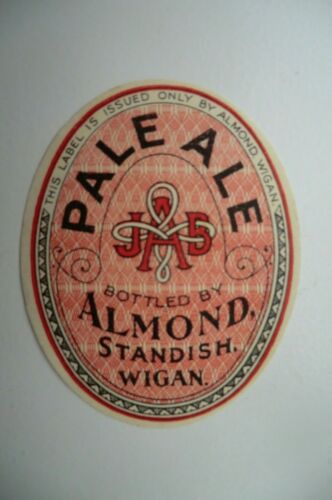 THIS LABEL IS ISSUED ONLY BY ALMOND WIGAN.
PALE ALE
JAS
BOTTLED BY
ALMOND,
STANDISH,
WIGAN.